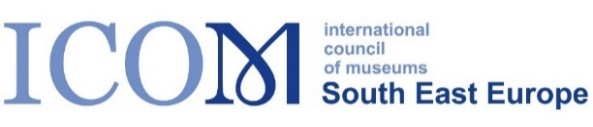 ICOM
international
council
of museums
South East Europe